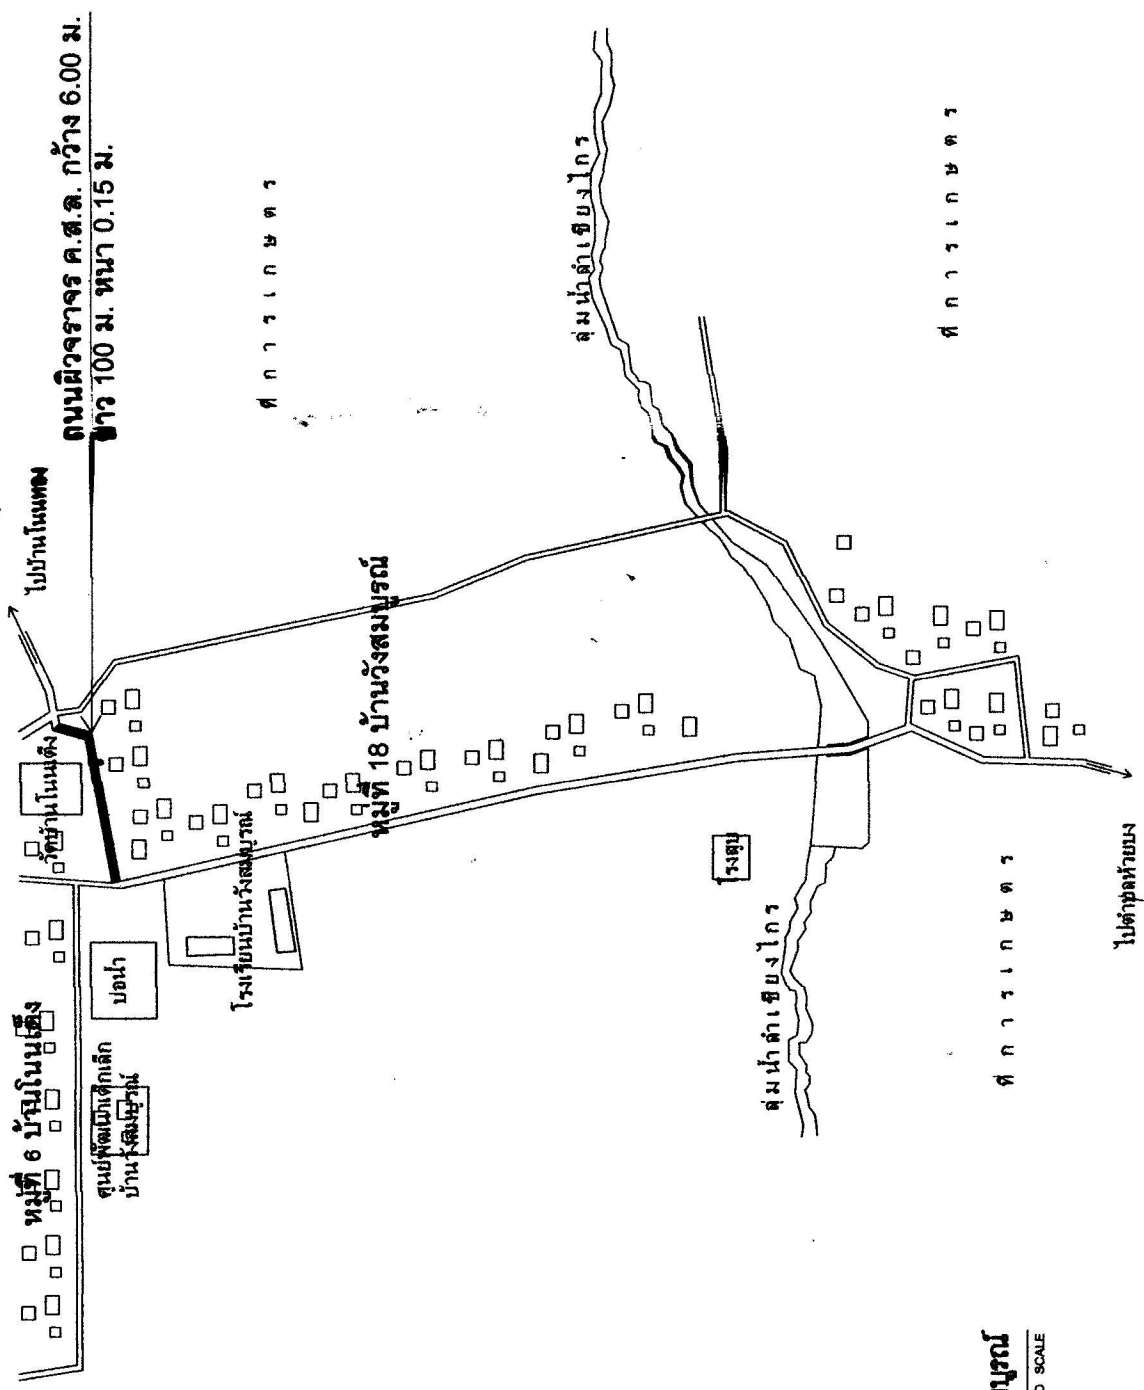 ถนนผิวจราจร ค.ส.ล. กว้าง 6.00 ม.
ยาว 100 ม. หนา 0.15 ม.
ไปบ้านโนนทอง
ที่การเกษตร
ลุ่มน้ำลำเชียงไกร
ที่การเกษตร
หมู่ที่ 18 บ้านวังสมบูรณ์
วัดบ้านโนนเต็ง
โรงเรียนบ้านวังสมบูรณ์
บ่อน้ำ
หมู่ที่ 6 บ้านโนนเต็ง
ศูนย์พัฒนาเด็กเล็ก
บ้านวังสมบูรณ์
โรงสูบ
ลุ่มน้ำลำเชียงไกร
ที่การเกษตร
ไปตำบลห้วยบง
บูรณ์
SCALE